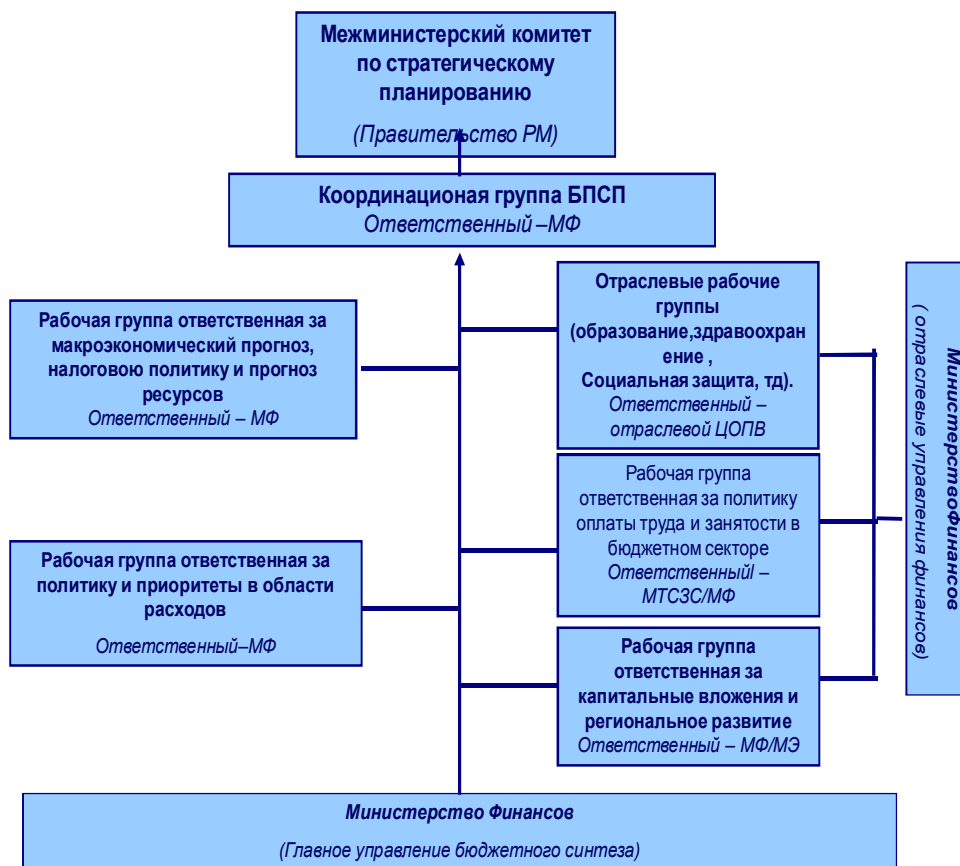 Межминистерский комитет
по стратегическому
планированию
(Правительство РМ)
Координационая группа БПСП
Ответственный –МФ
Рабочая группа ответственная за
макроэкономический прогноз,
налоговою политику и прогноз
ресурсов
Ответственный – МФ
Отраслевые рабочие
группы
(образование,здравоохран
ение ,
Социальная защита, тд).
Ответственный –
отраслевой ЦОПВ
Рабочая группа
ответственная за политику
оплаты труда и занятости в
бюджетном секторе
Ответственныйl –
МТСЗС/МФ
Рабочая группа ответственная за
политику и приоритеты в области
расходов
Ответственный–МФ
Рабочая группа
ответственная за
капитальные вложения и
региональное развитие
Ответственный – МФ/МЭ
МинистерствоФинансов
( отраслевые управления финансов)
Министерство Финансов
(Главное управление бюджетного синтеза)